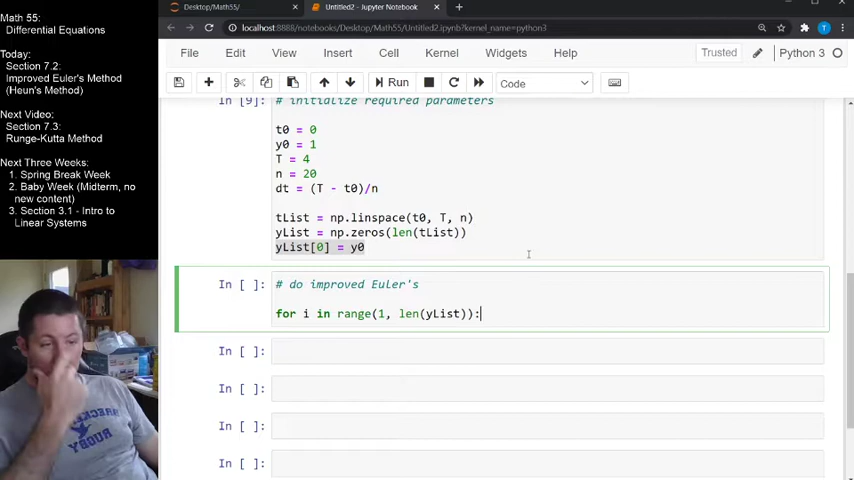 Math 55:
Differential Equations
Today:
Section 7.2
Improved Euler's
Method
(Heun's Method)
Next Video:
Section 7.3
Runge-Kutta Method
Next Three Weeks:
1. Spring Break Week
2. Baby Week (Midterm, no
new content)
3. Section 3.1 - Intro to
Linear Systems
Desktop/Math55/
Untitled2 - Jupyter Notebook
localhost:8888/notebooks/Desktop/Math55/Untitled2.ipynb?kernel_name=python3
T
File Edit View Insert Cell Kernel Widgets Help
Trusted
Python 3
Run
Code
In [9]:
# initialize required parameters
t0 = 0
y0 = 1
T = 4
n = 20
dt = (T - t0)/n
tList = np.linspace(t0, T, n)
yList = np.zeros(len(tList))
yList[0] = y0
In [ ]:
# do improved Euler's
for i in range(1, len(yList)):
In [ ]:
In [ ]:
In [ ]:
In [ ]: